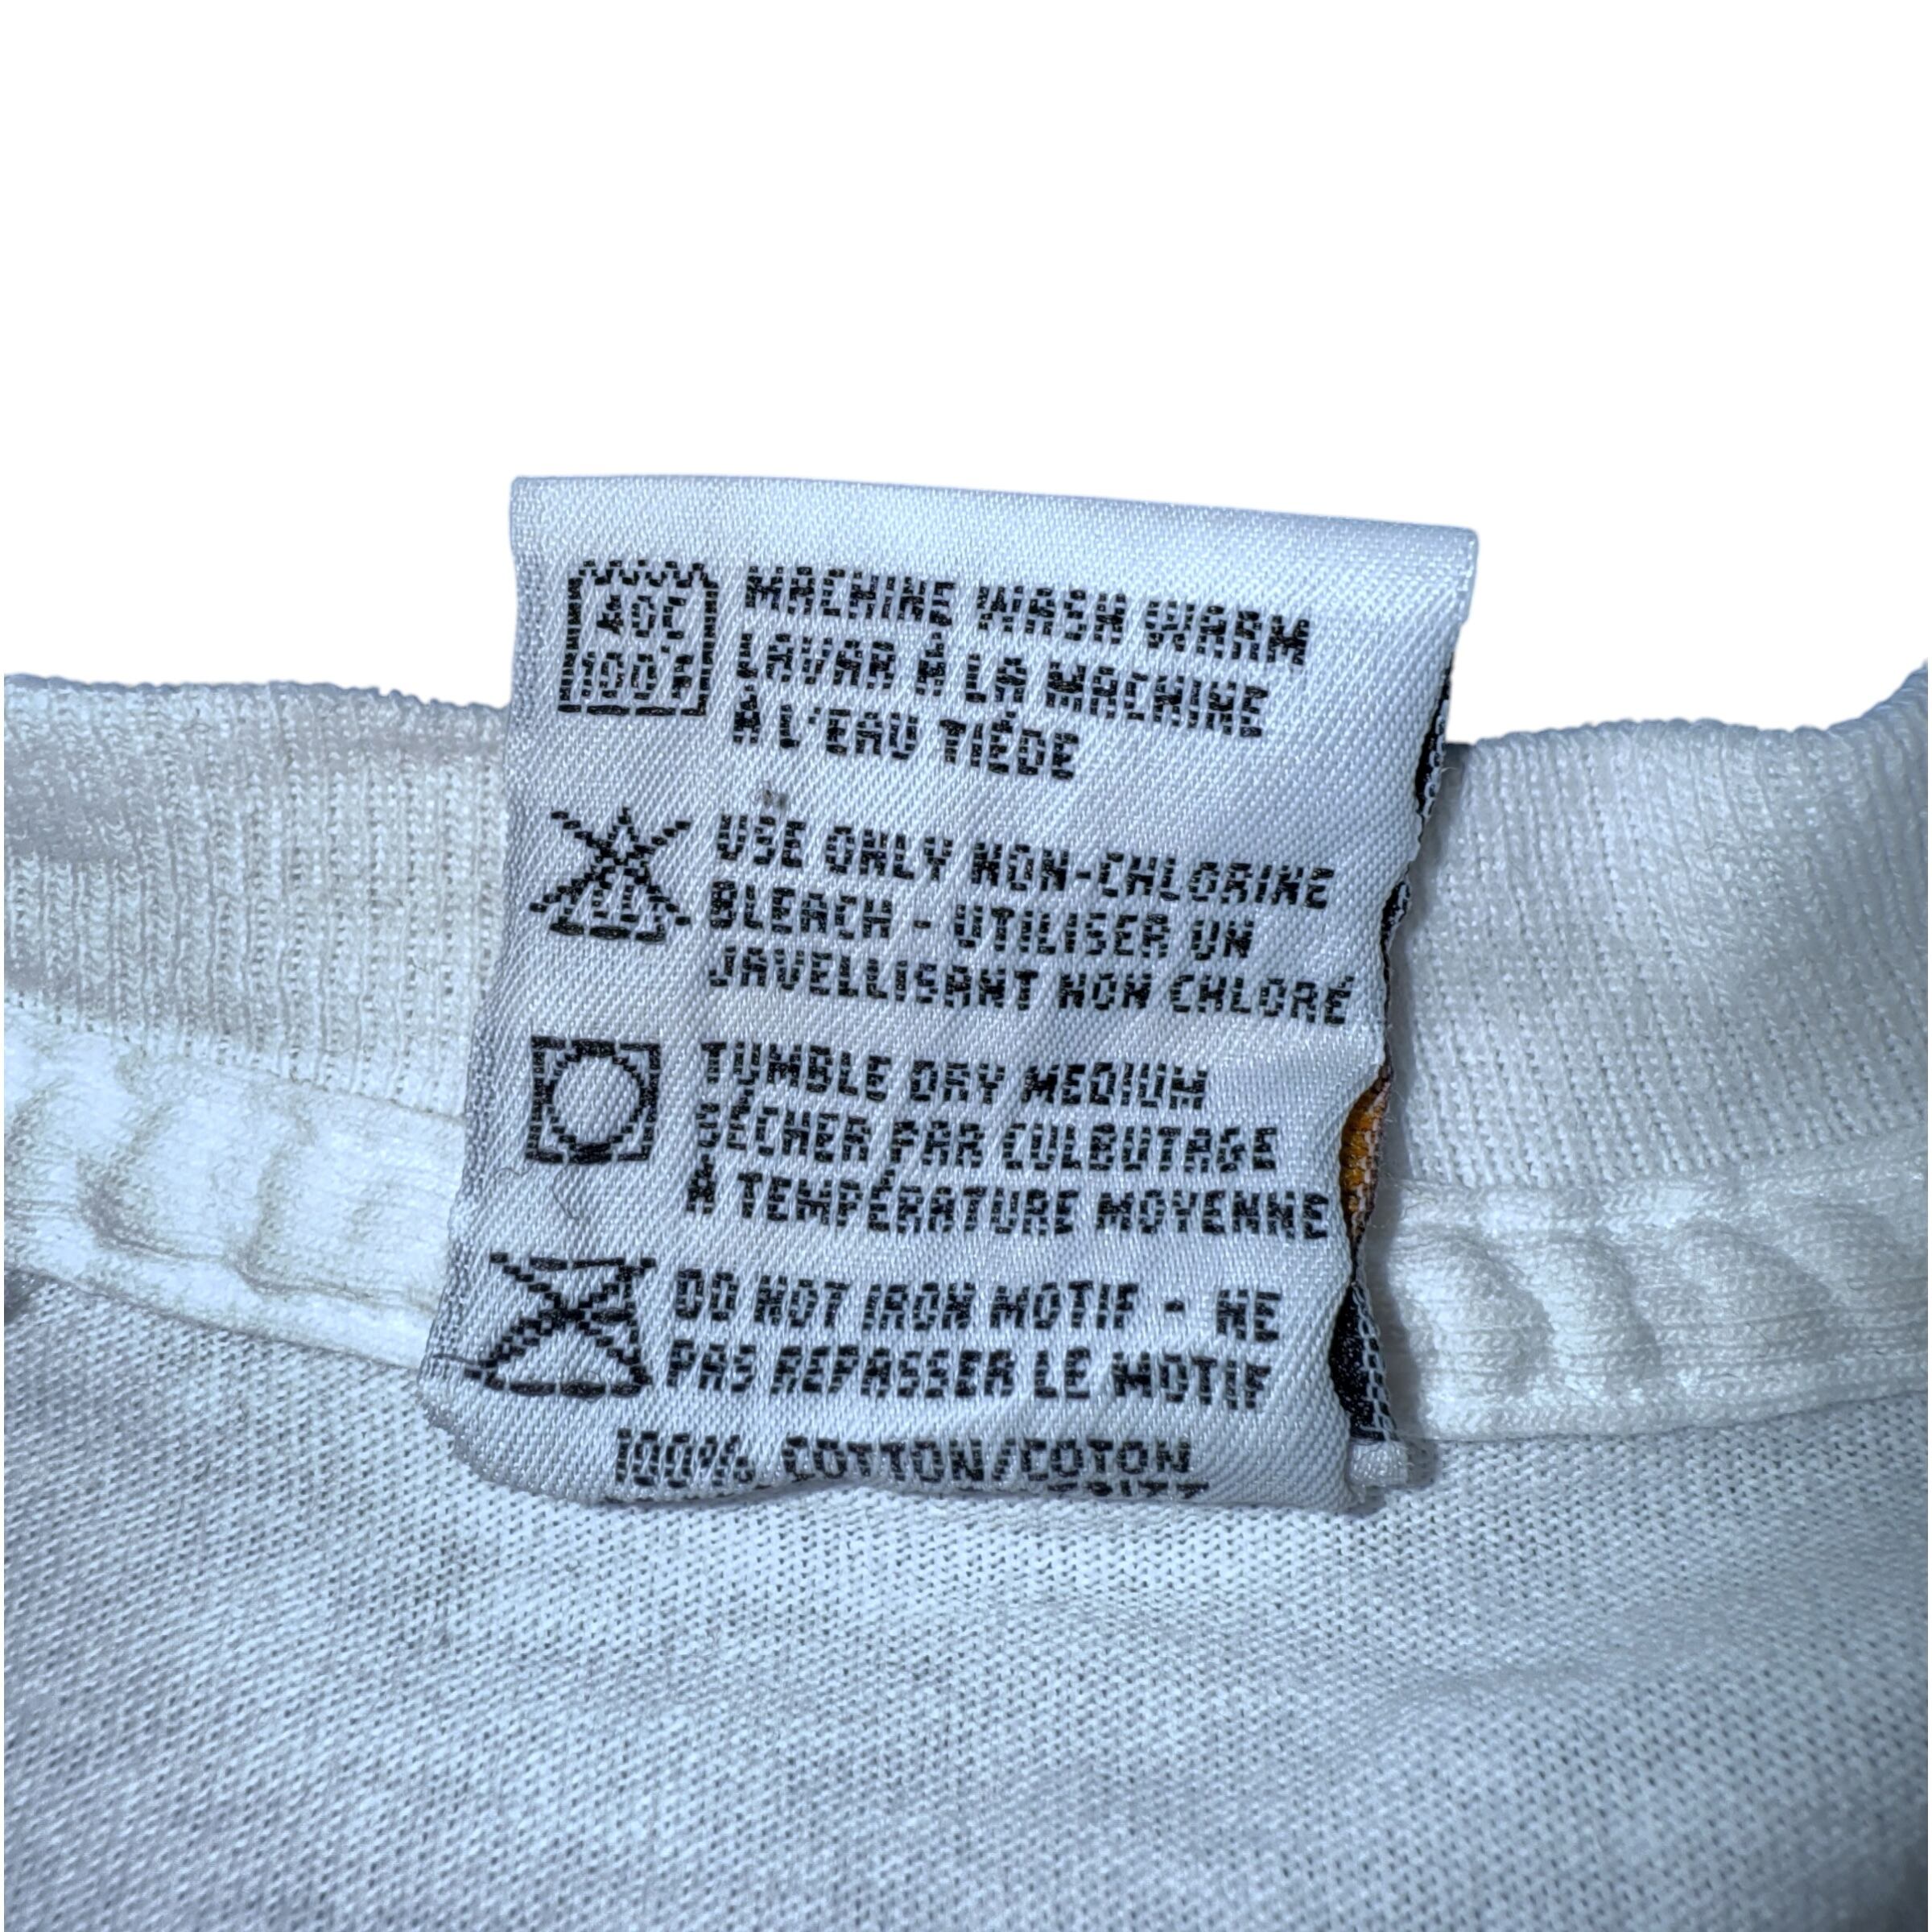 40C
100°F
MACHINE WASH WARM
LAVAR À LA MACHINE
À L'EAU TIÉDE
USE ONLY NON-CHLORINE
BLEACH - UTILISER UN
JAVELLISANT NON CHLORÉ
TUMBLE DRY MEDIUM
SÉCHER PAR CULBUTAGE
À TEMPÉRATURE MOYENNE
DO NOT IRON MOTIF - NE
PAS REPASSER LE MOTIF
100% COTTON/COTON